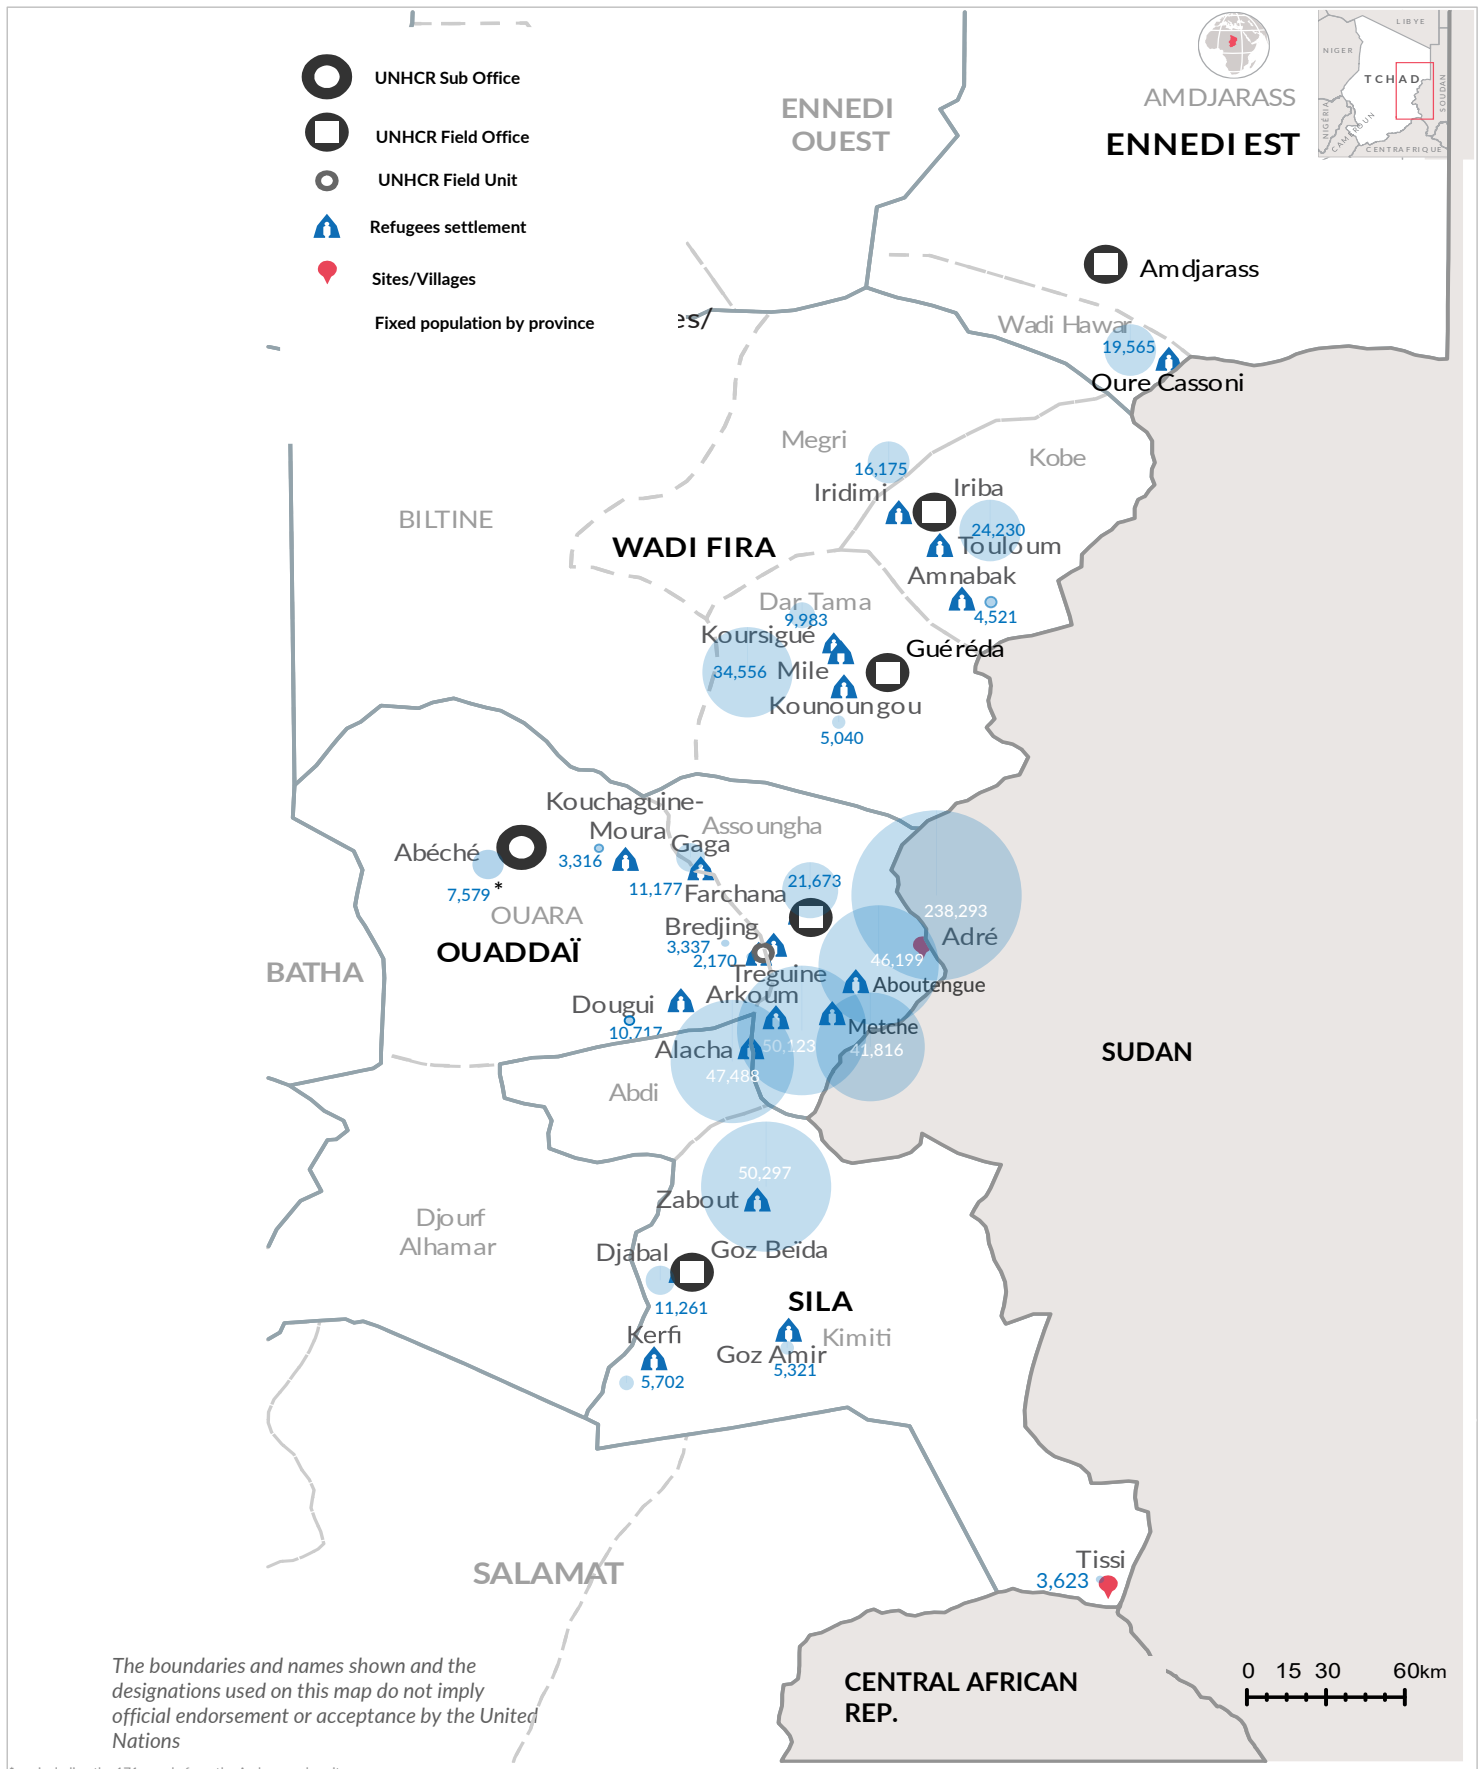 UNHCR Sub Office
UNHCR Field Office
UNHCR Field Unit
Refugees settlement
Sites/Villages
Fixed population by province
es/
ENNEDI
OUEST
AMDJARASS
ENNEDI EST
LIBYE
NIGER
TCHAD
SOUDAN
NIGERIA
CAMEROUN
CENTRAFRIQUE
Amdjarass
Wadi Hawar
19,565
Oure Cassoni
Megri
Kobe
16,175
Iridimi
Iriba
24,230
Touloum
BILTINE
WADI FIRA
Amnabak
4,521
Dar Tama
9,983
Koursigué
Guéréda
34,556
Mile
Kounoungou
5,040
Kouchaguine-
Moura
Assoungha
Abéché
3,316
Gaga
7,579 *
11,177
Farchana
21,673
OUARA
238,293
Bredjing
Adré
OUADDAÏ
3,337
2,170
46,199
BATHA
Treguine
Aboutengue
Dougui
Arkoum
10,717
Metche
Alacha
50,123
41,816
SUDAN
47,488
Abdi
50,297
Zabout
Djourf
Alhamar
Djabal
Goz Beïda
11,261
SILA
Kerfi
Kimiti
Goz Amir
5,702
5,321
Tissi
3,623
SALAMAT
CENTRAL AFRICAN
REP.
0 15 30 60km
The boundaries and names shown and the
designations used on this map do not imply
official endorsement or acceptance by the United
Nations